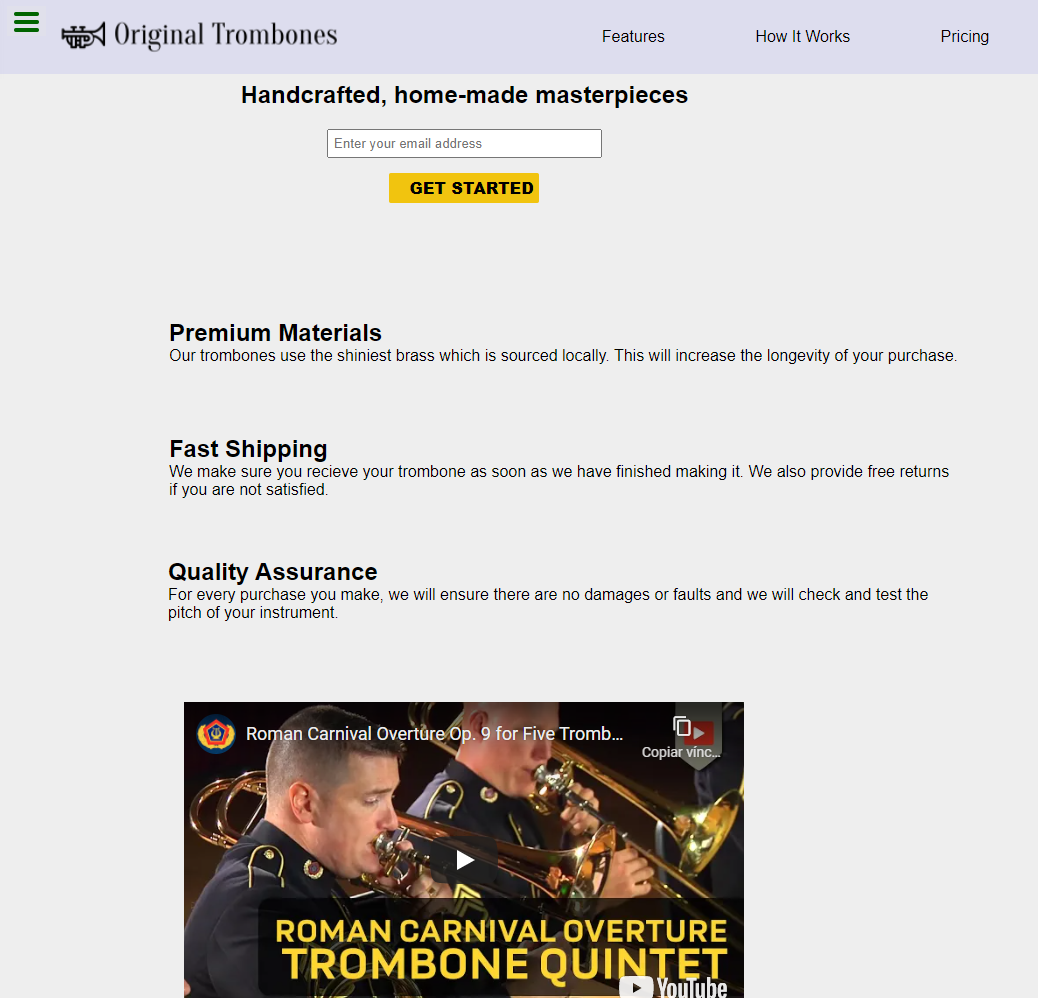 Original Trombones
Features
How It Works
Pricing
Handcrafted, home-made masterpieces
Enter your email address
GET STARTED
Premium Materials
Our trombones use the shiniest brass which is sourced locally. This will increase the longevity of your purchase.
Fast Shipping
We make sure you recieve your trombone as soon as we have finished making it. We also provide free returns
if you are not satisfied.
Quality Assurance
For every purchase you make, we will ensure there are no damages or faults and we will check and test the
pitch of your instrument.
Roman Carnival Overture Op. 9 for Five Tromb...
Copiar vínc...
ROMAN CARNIVAL OVERTURE
TROMBONE QUINTET
YouTube